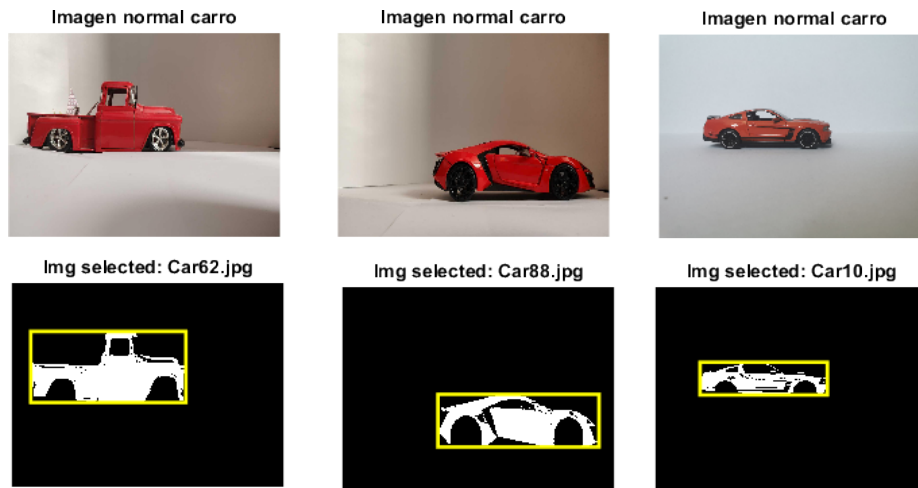 Imagen normal carro
Imagen normal carro
Imagen normal carro
Img selected: Car62.jpg
Img selected: Car88.jpg
Img selected: Car10.jpg